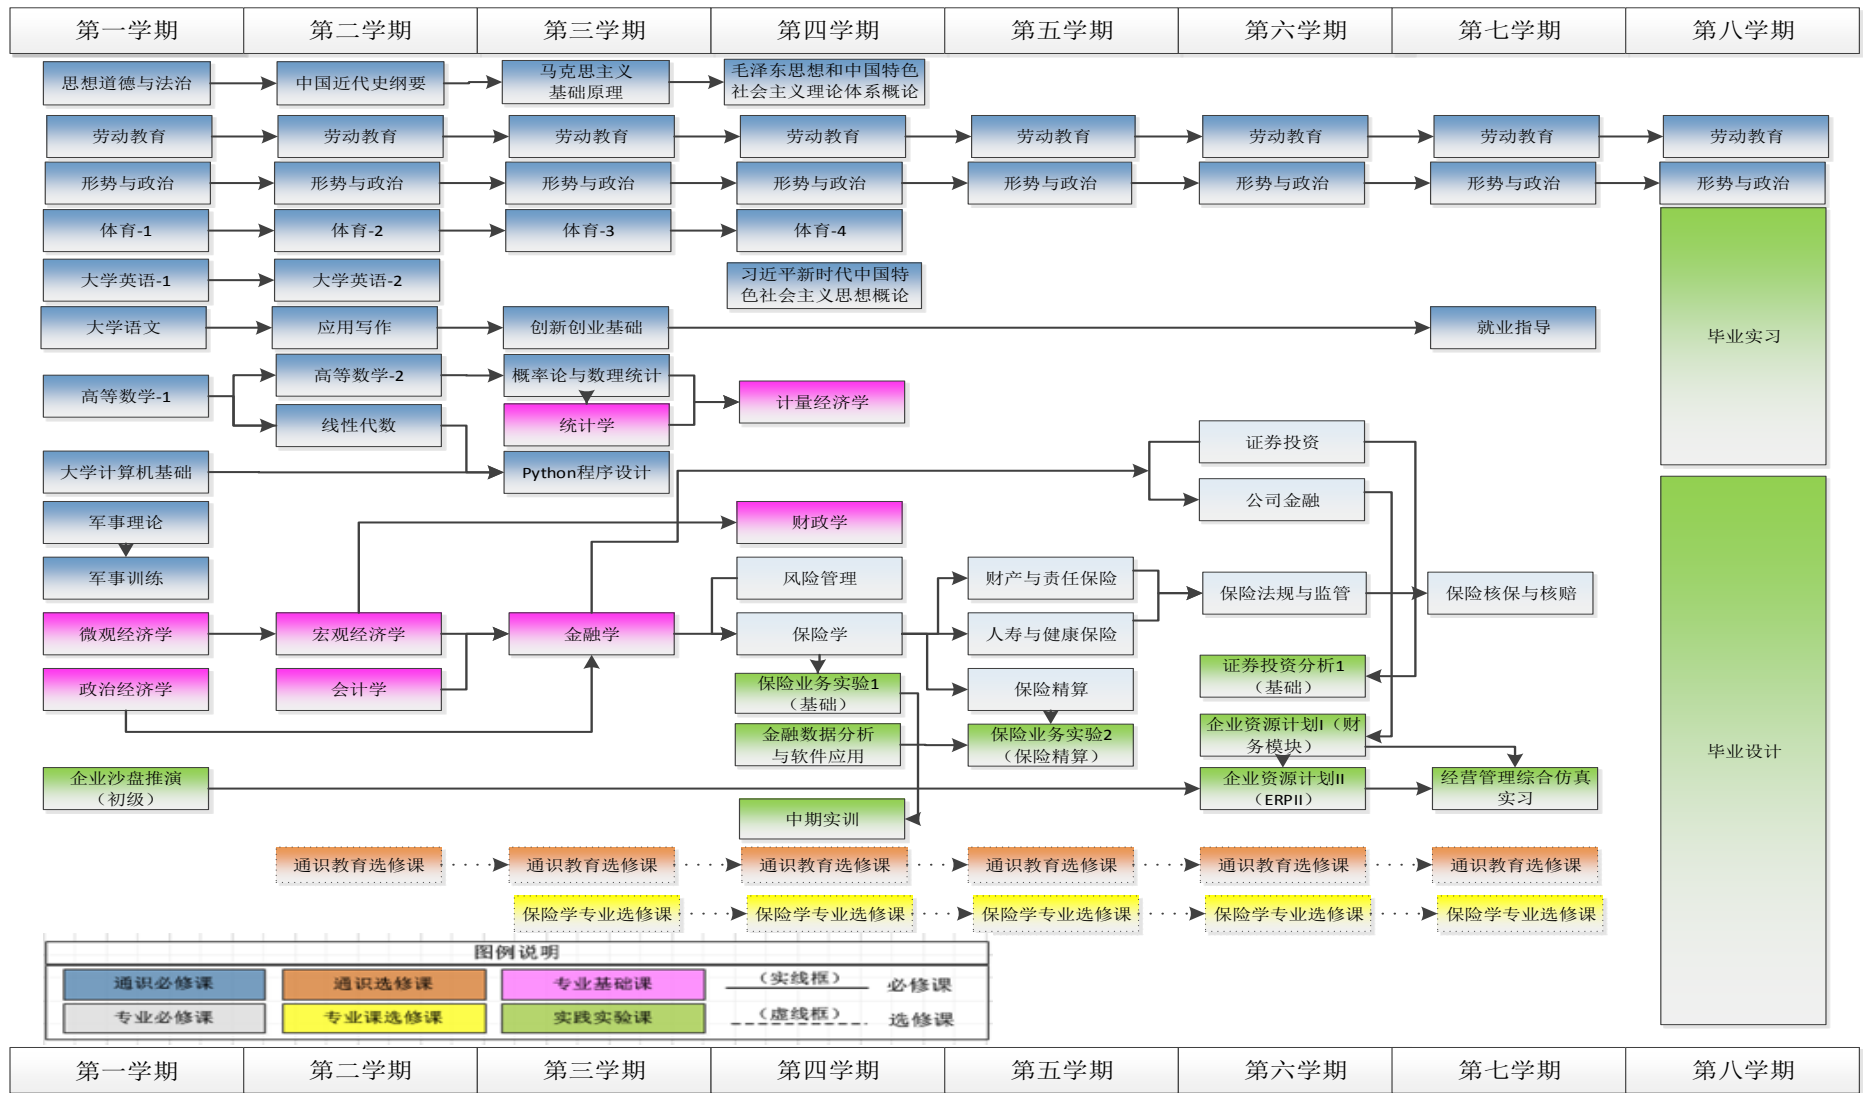 第一学期 第二学期 第三学期 第四学期 第五学期 第六学期 第七学期 第八学期
思想道德与法治 中国近代史纲要 马克思主义 毛泽东思想和中国特色
基础原理 社会主义理论体系概论
劳动教育 劳动教育 劳动教育 劳动教育 劳动教育 劳动教育 劳动教育 劳动教育
形势与政治 形势与政治 形势与政治 形势与政治 形势与政治 形势与政治 形势与政治 形势与政治
体育-1 体育-2 体育-3 体育-4
大学英语-1 大学英语-2 习近平新时代中国特
色社会主义思想概论
大学语文 应用写作 创新创业基础 就业指导
毕业实习
高等数学-1 高等数学-2 概率论与数理统计
计量经济学
线性代数 统计学
证券投资
大学计算机基础 Python程序设计
公司金融
军事理论 财政学
军事训练 风险管理 财产与责任保险
保险法规与监管 保险核保与核赔
微观经济学 宏观经济学 金融学 保险学 人寿与健康保险
政治经济学 会计学 保险业务实验1
（基础）
保险精算 证券投资分析1
（基础）
金融数据分析
与软件应用
保险业务实验2
（保险精算）
企业资源计划I（财
务模块）
毕业设计
企业沙盘推演
（初级）
企业资源计划II
（ERPII）
经营管理综合仿真
实习
中期实训
通识教育选修课 通识教育选修课 通识教育选修课 通识教育选修课 通识教育选修课 通识教育选修课
保险学专业选修课 保险学专业选修课 保险学专业选修课 保险学专业选修课 保险学专业选修课
图例说明
通识必修课 通识选修课 专业基础课 （实线框） 必修课
专业必修课 专业课选修课 实践实验课 （虚线框） 选修课
第一学期 第二学期 第三学期 第四学期 第五学期 第六学期 第七学期 第八学期